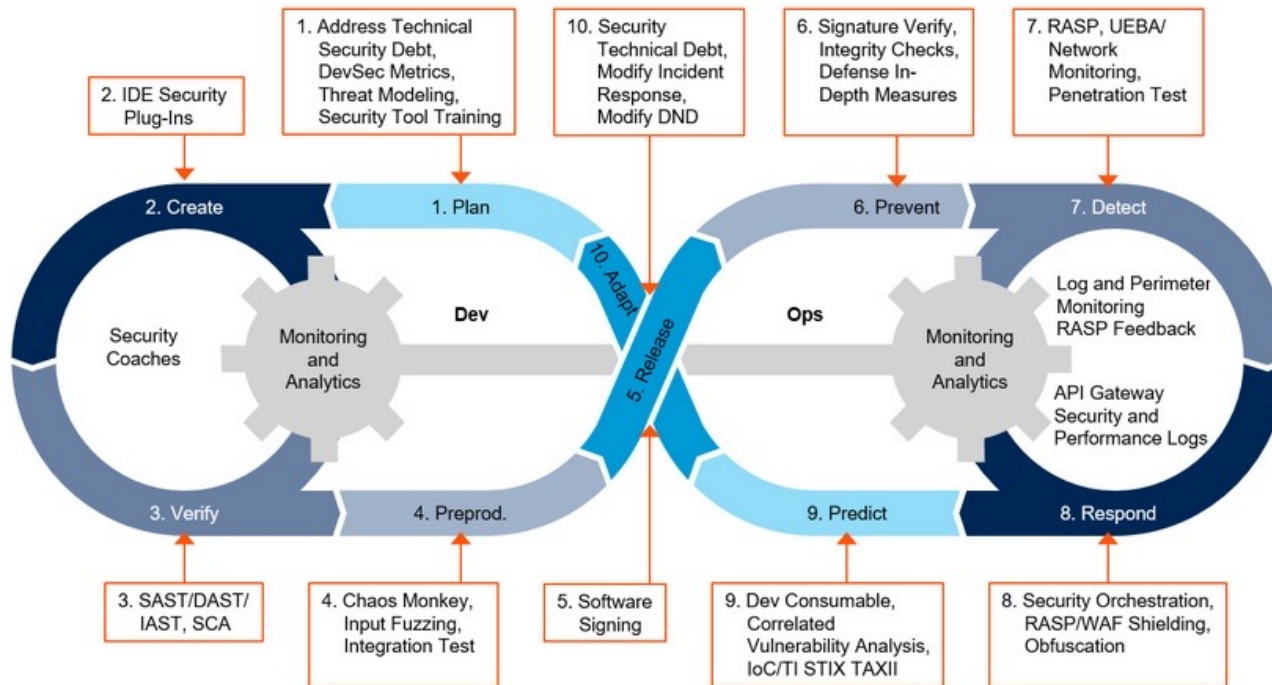 1. Address Technical
Security Debt,
DevSec Metrics,
Threat Modeling,
Security Tool Training
10. Security
Technical Debt,
Modify Incident
Response,
Modify DND
6. Signature Verify,
Integrity Checks,
Defense In-
Depth Measures
7. RASP, UEBA/
Network
Monitoring,
Penetration Test
2. IDE Security
Plug-Ins
2. Create
1. Plan
10. Adapt
6. Prevent
7. Detect
Security
Coaches
Monitoring
and
Analytics
Dev
5. Release
Ops
Monitoring
and
Analytics
Log and Perimeter
Monitoring
RASP Feedback
API Gateway
Security and
Performance Logs
3. Verify
4. Preprod.
9. Predict
8. Respond
3. SAST/DAST/
IAST, SCA
4. Chaos Monkey,
Input Fuzzing,
Integration Test
5. Software
Signing
9. Dev Consumable,
Correlated
Vulnerability Analysis,
IoC/TI STIX TAXII
8. Security Orchestration,
RASP/WAF Shielding,
Obfuscation